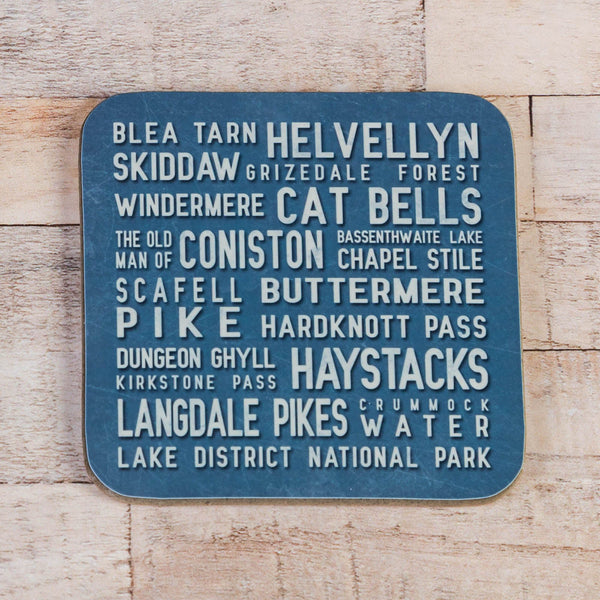 BLEA TARN HELVELLYN
SKIDDAW GRIZEDALE FOREST
WINDERMERE CAT BELLS
THE OLD MAN OF CONISTON
BASSENTHWAITE LAKE
CHAPEL STILE
SCAFELL PIKE
BUTTERMERE
HARDKNOTT PASS
DUNGEON GHYLL
KIRKSTONE PASS
HAYSTACKS
LANGDALE PIKES
CRUMMOCK WATER
LAKE DISTRICT NATIONAL PARK